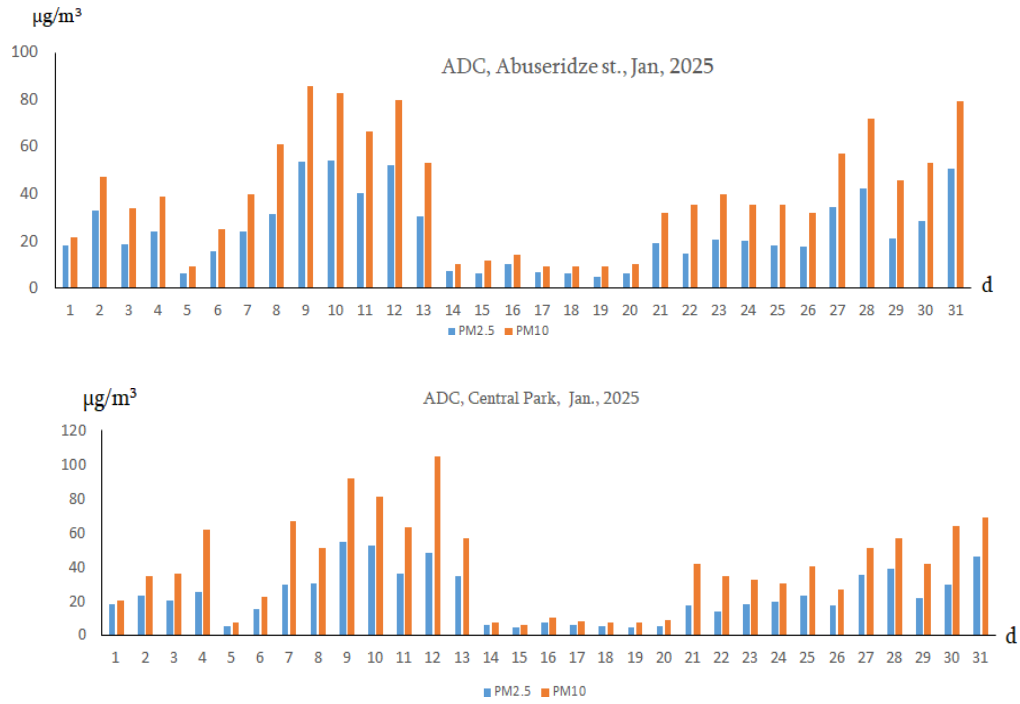 μg/m³
ADC, Abuseridze st., Jan, 2025
100
80
60
40
20
0
1 2 3 4 5 6 7 8 9 10 11 12 13 14 15 16 17 18 19 20 21 22 23 24 25 26 27 28 29 30 31 d
PM2.5 PM10
μg/m³
ADC, Central Park, Jan., 2025
120
100
80
60
40
20
0
1 2 3 4 5 6 7 8 9 10 11 12 13 14 15 16 17 18 19 20 21 22 23 24 25 26 27 28 29 30 31 d
PM2.5 PM10